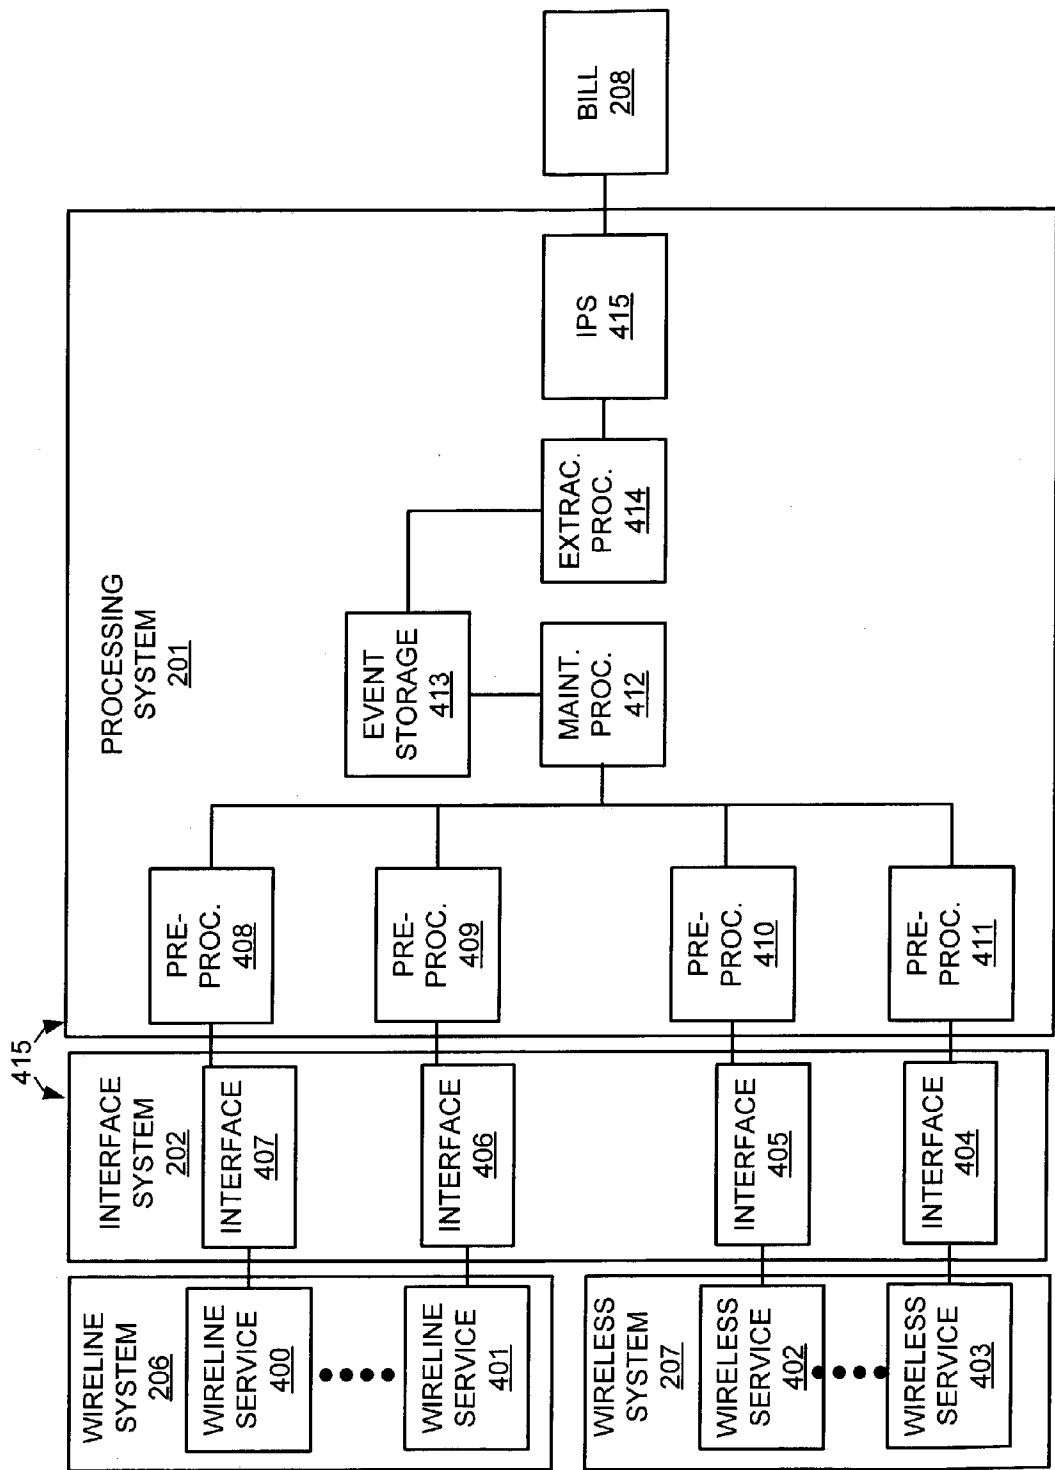 415
WIRELINE
SYSTEM
206
WIRELINE
SERVICE
400
WIRELINE
SERVICE
401
WIRELESS
SYSTEM
207
WIRELESS
SERVICE
402
WIRELESS
SERVICE
403
INTERFACE
SYSTEM
202
INTERFACE
407
INTERFACE
406
INTERFACE
405
INTERFACE
404
PROCESSING
SYSTEM
201
PRE-
PROC.
408
PRE-
PROC.
409
PRE-
PROC.
410
PRE-
PROC.
411
EVENT
STORAGE
413
MAINT.
PROC.
412
EXTRAC.
PROC.
414
IPS
415
BILL
208